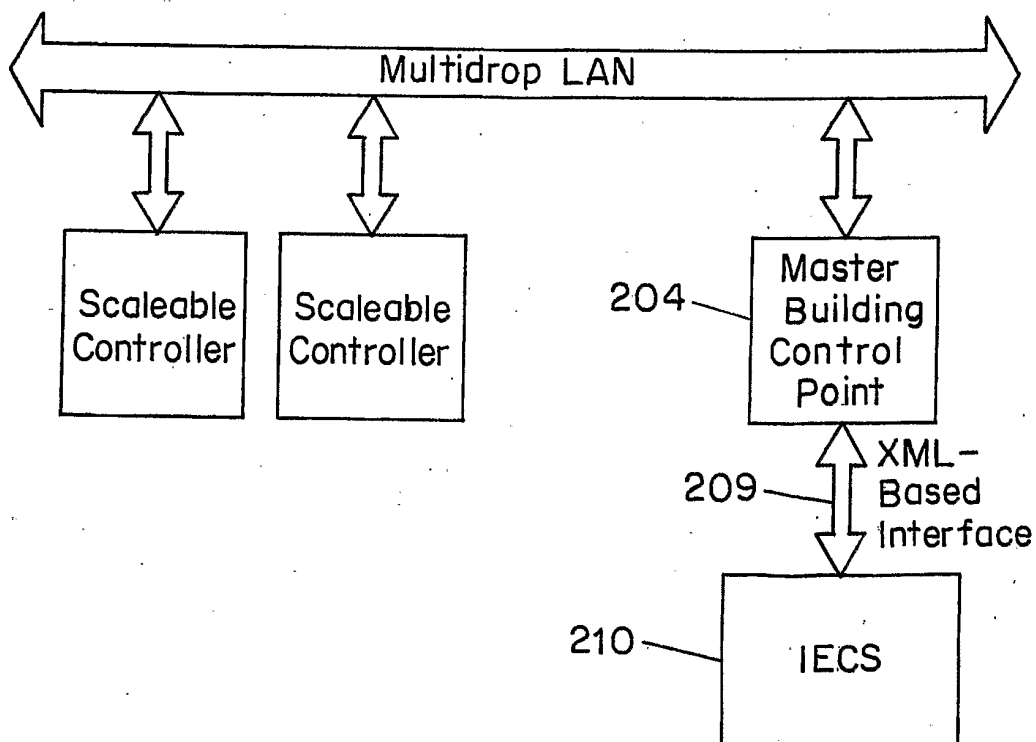 Multidrop LAN
Scaleable
Controller
Scaleable
Controller
204
Master
Building
Control
Point
209
XML-
Based
Interface
210
IECS